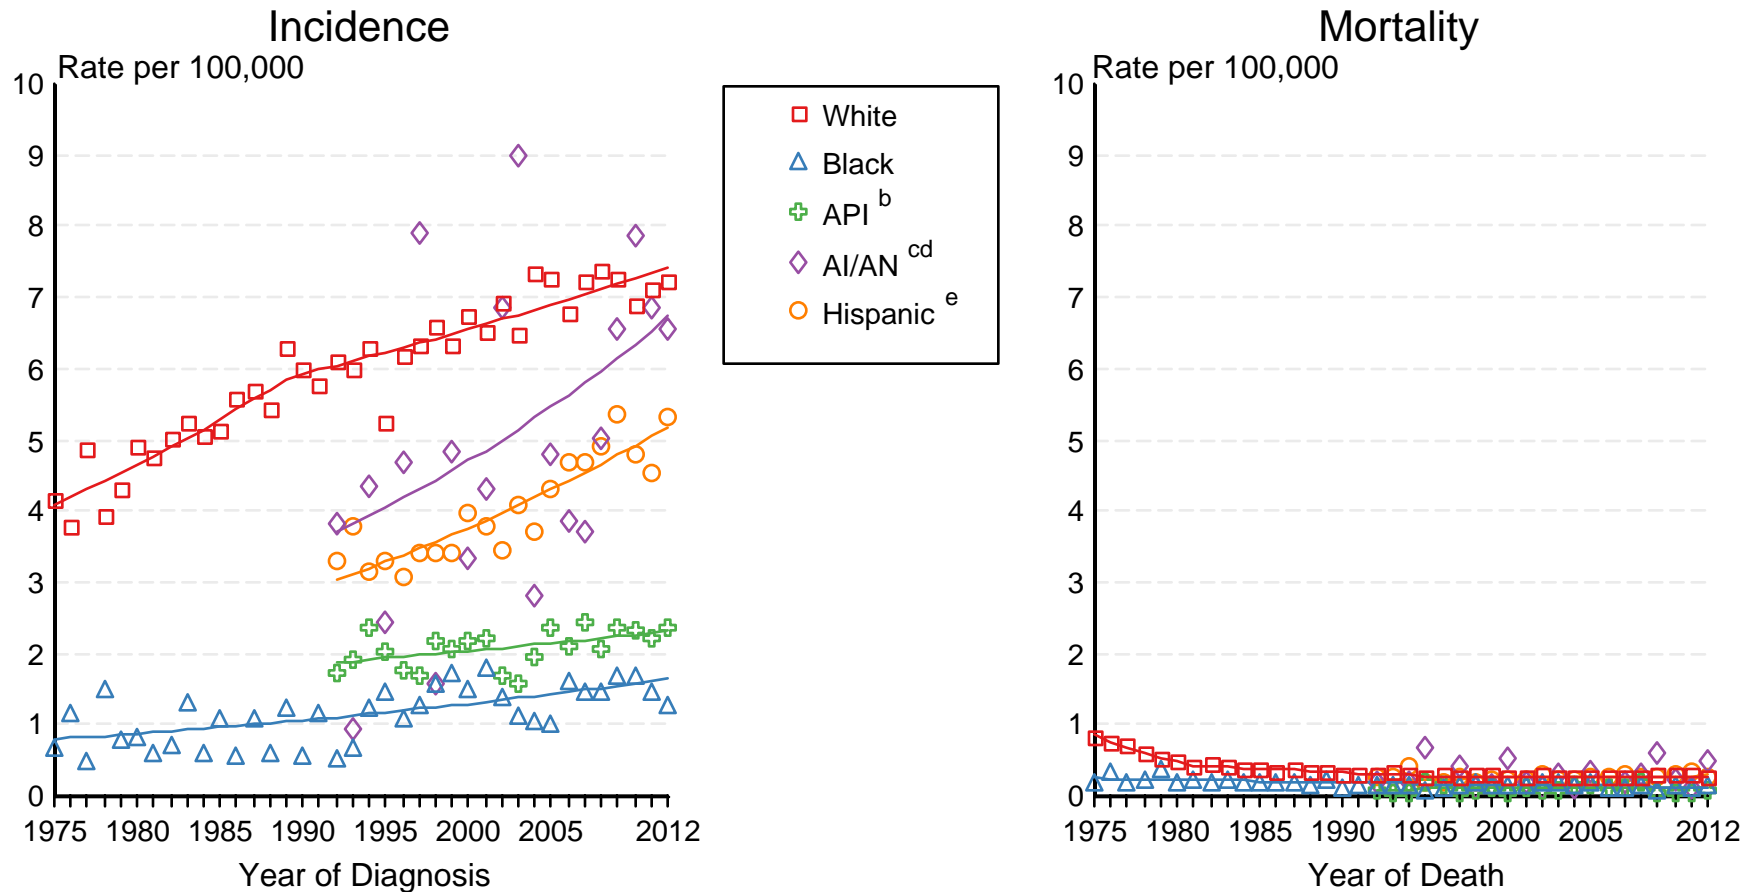 Incidence
Rate per 100,000
10
9
8
7
6
5
4
3
2
1
0
1975 1980 1985 1990 1995 2000 2005 2012
Year of Diagnosis
White
Black
API b
AI/AN cd
Hispanic e
Mortality
Rate per 100,000
10
9
8
7
6
5
4
3
2
1
0
1975 1980 1985 1990 1995 2000 2005 2012
Year of Death